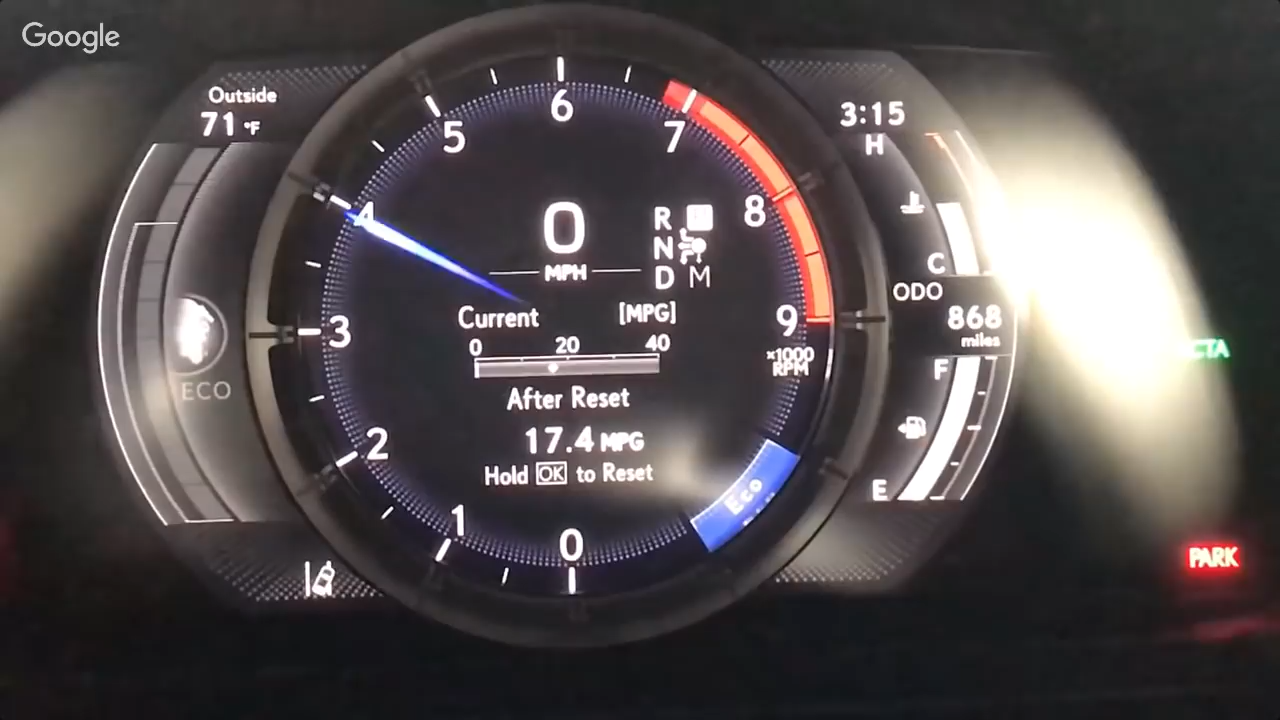 Google
Outside
71 °F
3:15
H
C
ODO
868
miles
F
E
ECO
0
1
2
3
4
5
6
7
8
9
×1000
RPM
0
MPH
R
N
D M
Current [MPG]
0 20 40
After Reset
17.4 MPG
Hold OK to Reset
Eco
PARK